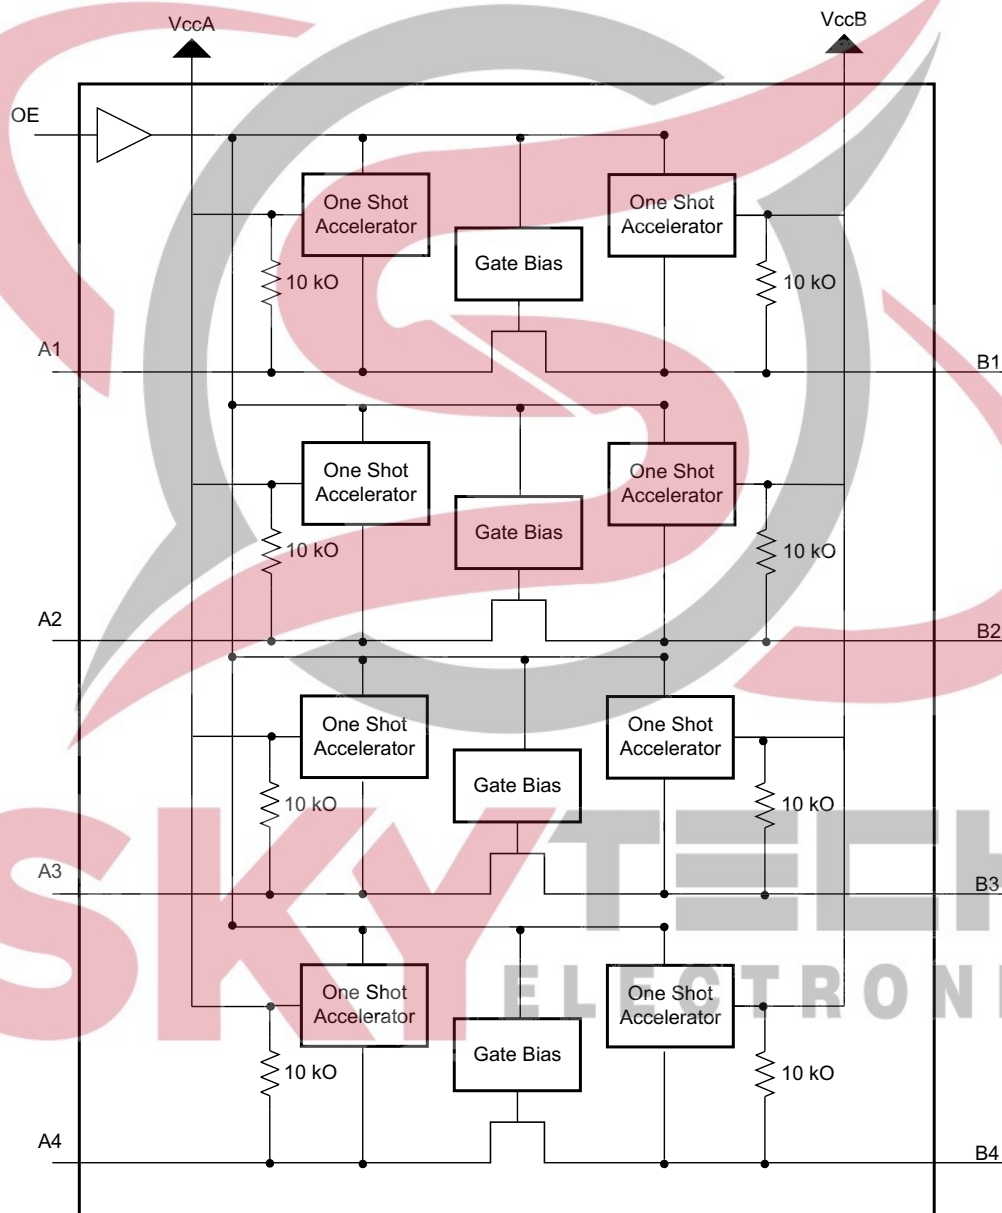 VccA
VccB
OE
One Shot
Accelerator
One Shot
Accelerator
Gate Bias
10 kO
10 kO
A1
B1
One Shot
Accelerator
One Shot
Accelerator
Gate Bias
10 kO
10 kO
A2
B2
One Shot
Accelerator
One Shot
Accelerator
Gate Bias
10 kO
10 kO
SKYTECH
A3
B3
ELECTRONI
One Shot
Accelerator
One Shot
Accelerator
Gate Bias
10 kO
10 kO
A4
B4